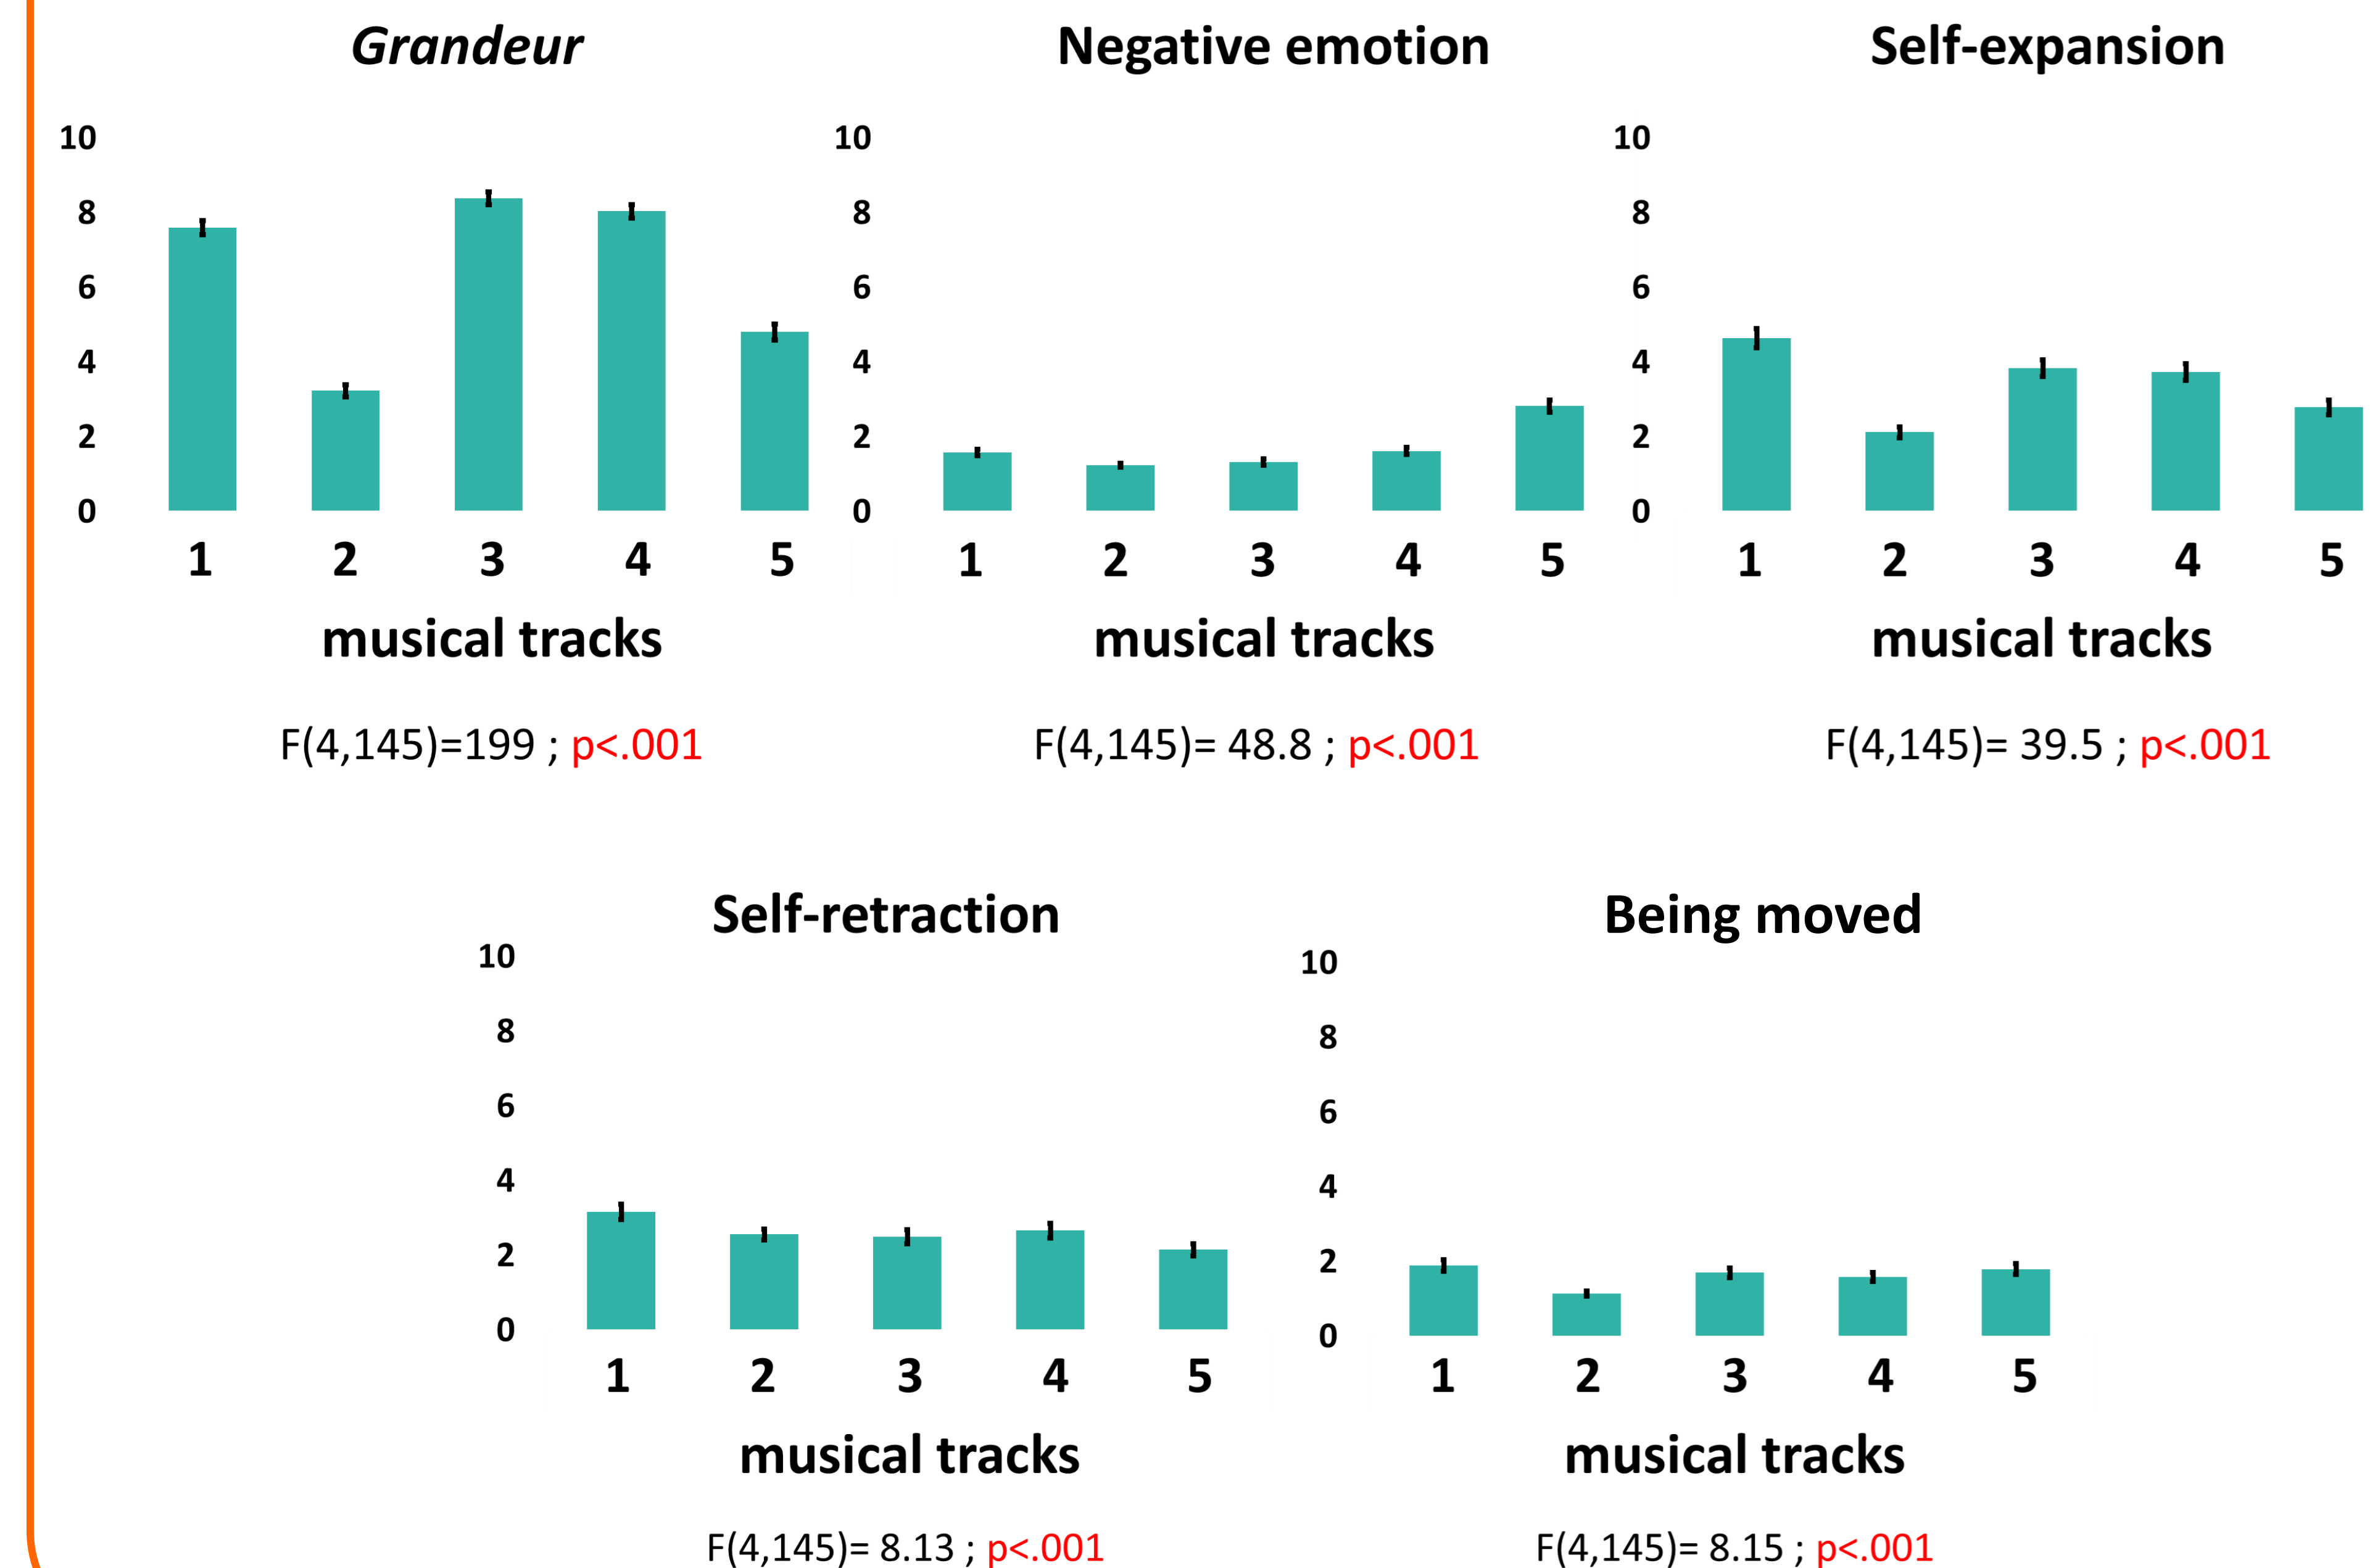 Grandeur
Negative emotion
Self-expansion
10
8
6
4
2
0
10
8
6
4
2
0
10
8
6
4
2
0
1 2 3 4 5
1 2 3 4 5
1 2 3 4 5
musical tracks
musical tracks
musical tracks
F(4,145)=199 ; p<.001
F(4,145)= 48.8 ; p<.001
F(4,145)= 39.5 ; p<.001
Self-retraction
Being moved
10
8
6
4
2
0
10
8
6
4
2
0
1 2 3 4 5
1 2 3 4 5
musical tracks
musical tracks
F(4,145)= 8.13 ; p<.001
F(4,145)= 8.15 ; p<.001